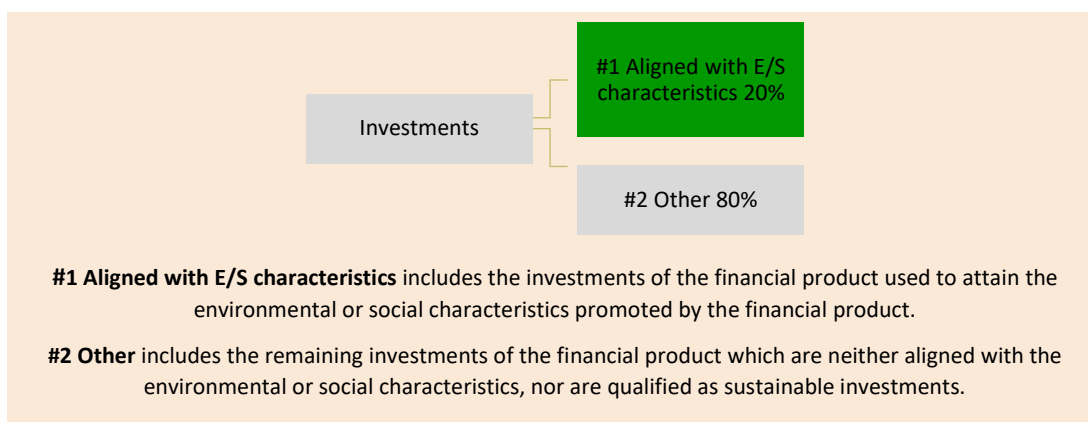 #1 Aligned with E/S
characteristics 20%
Investments
#2 Other 80%
#1 Aligned with E/S characteristics includes the investments of the financial product used to attain the
environmental or social characteristics promoted by the financial product.
#2 Other includes the remaining investments of the financial product which are neither aligned with the
environmental or social characteristics, nor are qualified as sustainable investments.